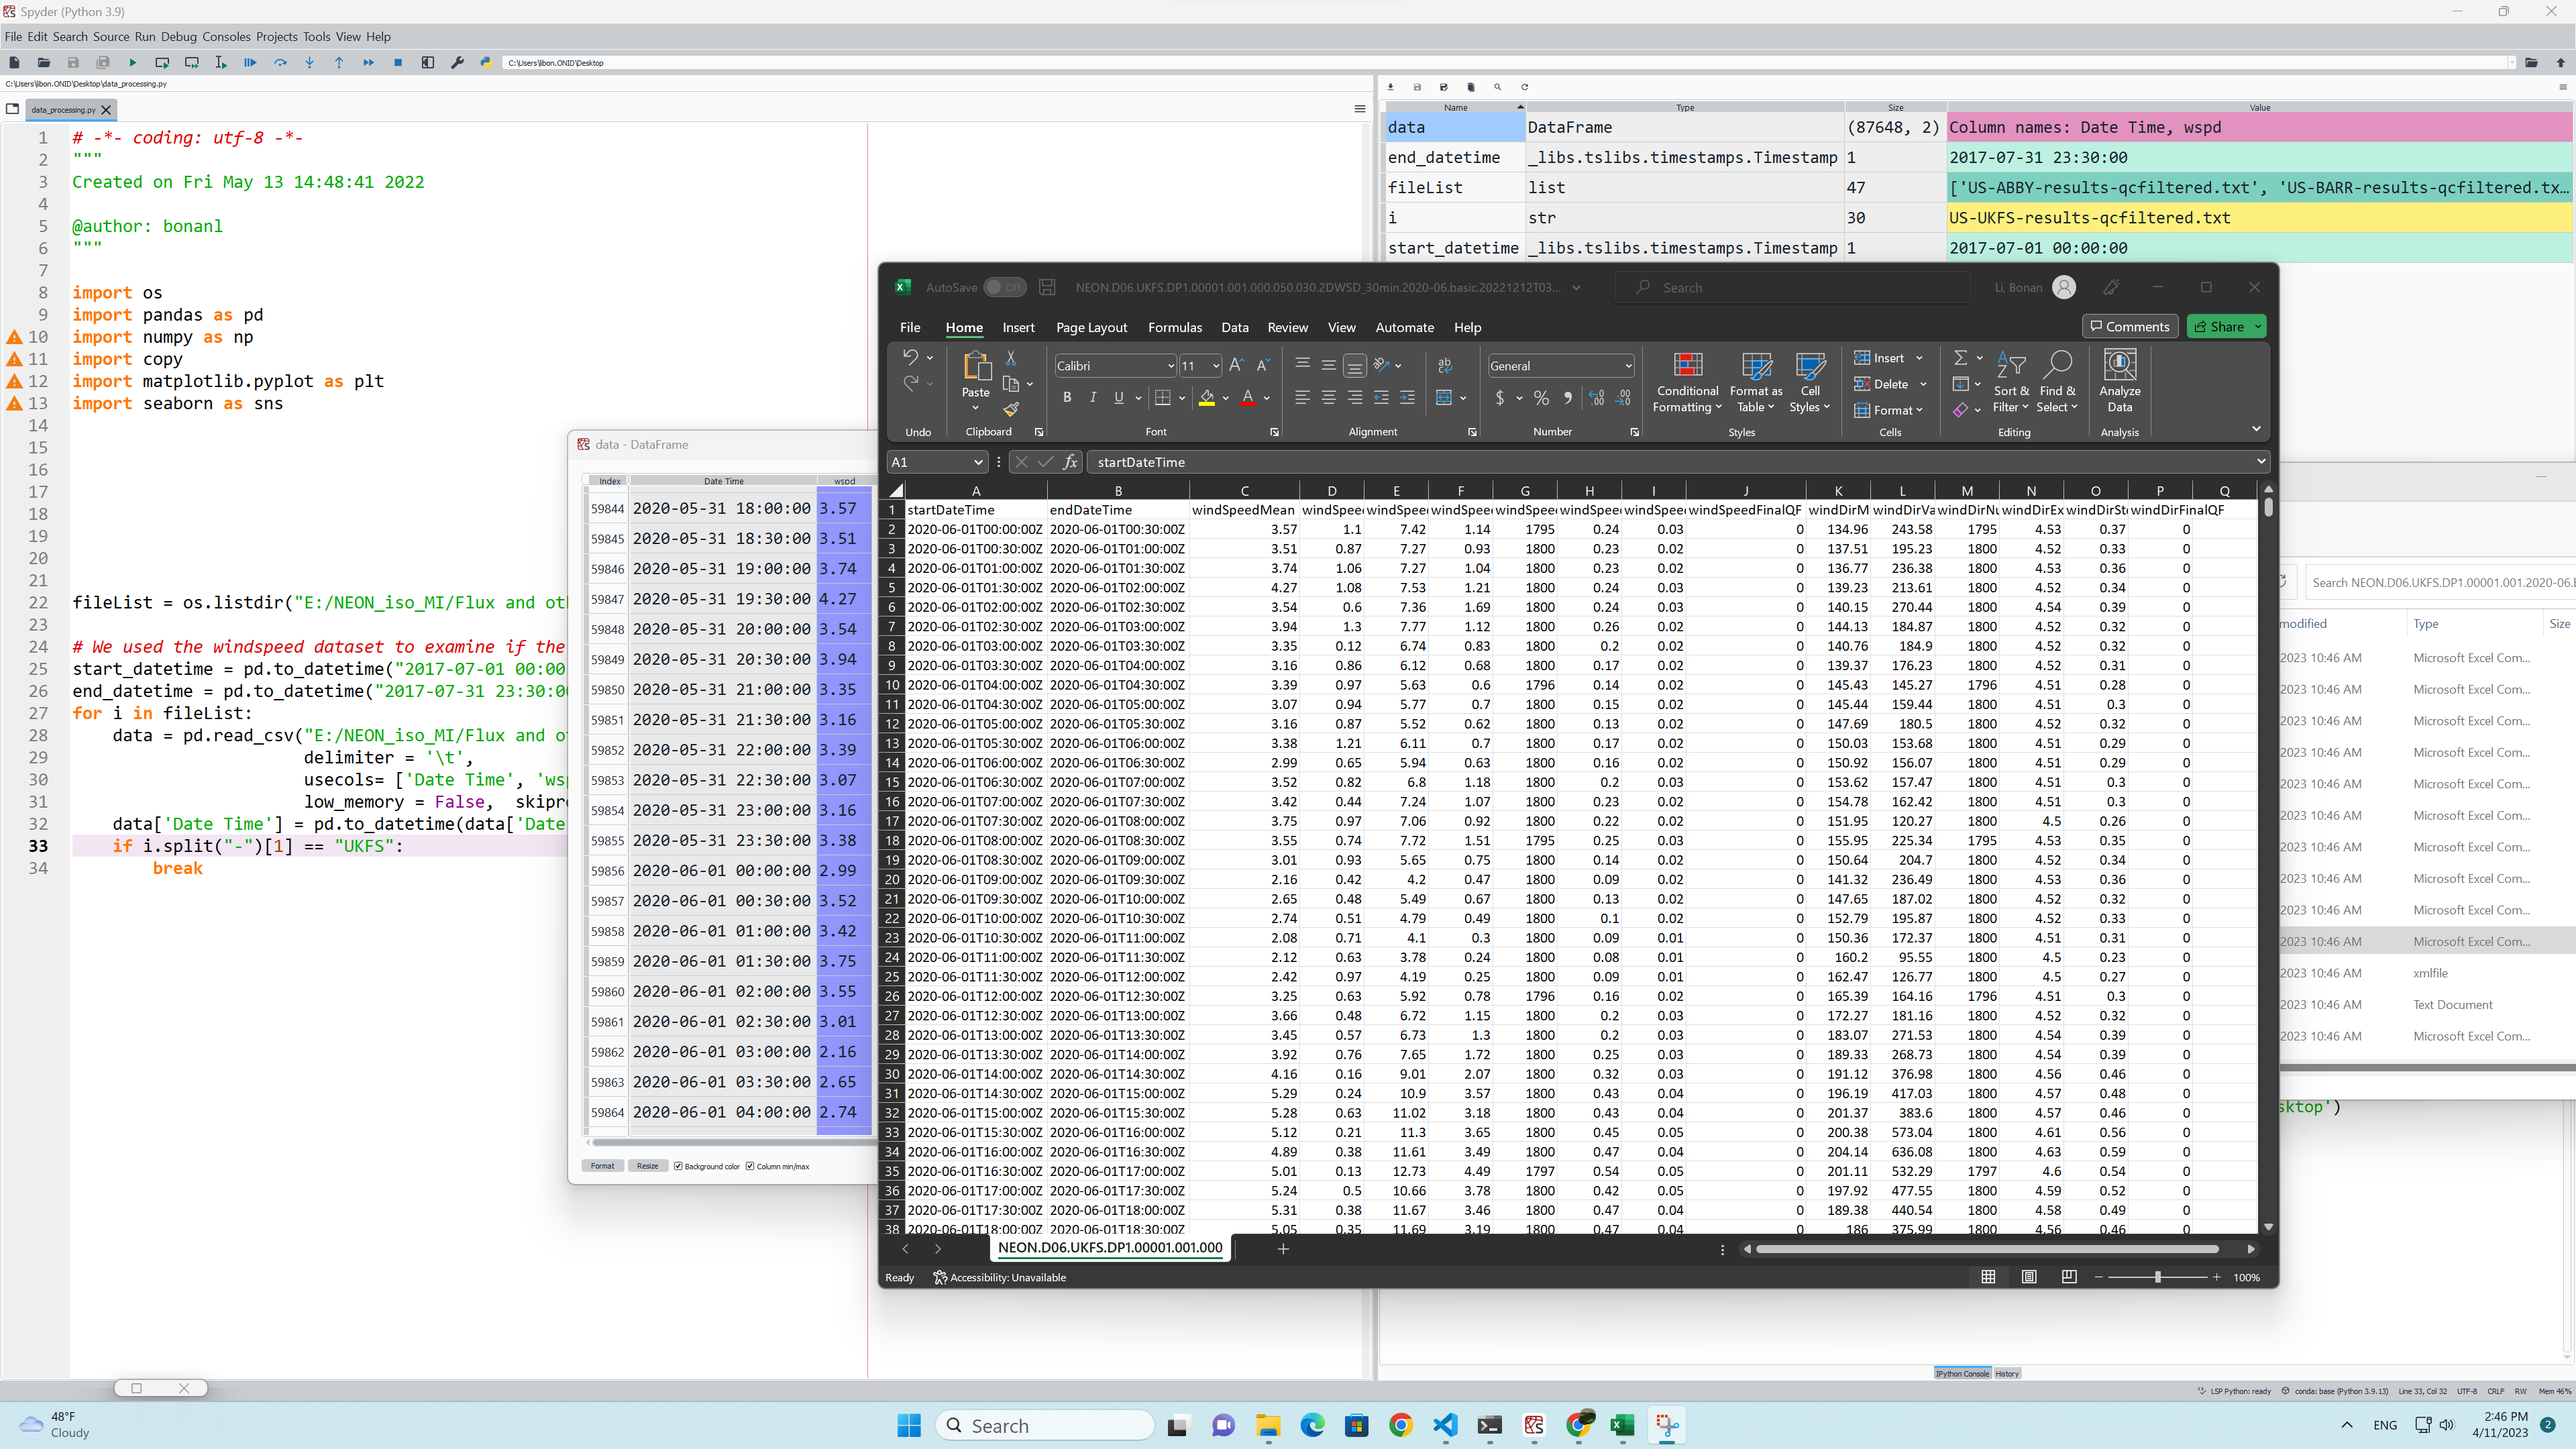 Spyder (Python 3.9)
File Edit Search Source Run Debug Consoles Projects Tools View Help
C:\Users\libon.ONID\Desktop
C:\Users\libon.ONID\Desktop\data_processing.py
data_processing.py
1 # -*- coding: utf-8 -*-
2 """
3 Created on Fri May 13 14:48:41 2022
4
5 @author: bonanl
6 """
7
8 import os
9 import pandas as pd
10 import numpy as np
11 import copy
12 import matplotlib.pyplot as plt
13 import seaborn as sns
14
15
16
17
18
19
20
21
22 fileList = os.listdir("E:/NEON_iso_MI/Flux and ot
23
24 # We used the windspeed dataset to examine if the
25 start_datetime = pd.to_datetime("2017-07-01 00:00
26 end_datetime = pd.to_datetime("2017-07-31 23:30:0
27 for i in fileList:
28 data = pd.read_csv("E:/NEON_iso_MI/Flux and o
29 delimiter = '\t',
30 usecols= ['Date Time', 'ws
31 low_memory = False, skipr
32 data['Date Time'] = pd.to_datetime(data['Date
33 if i.split("-")[1] == "UKFS":
34 break
Name Type Size Value
data DataFrame (87648, 2) Column names: Date Time, wspd
end_datetime _libs.tslibs.timestamps.Timestamp 1 2017-07-31 23:30:00
fileList list 47 ['US-ABBY-results-qcfiltered.txt', 'US-BARR-results-qcfiltered.tx…
i str 30 US-UKFS-results-qcfiltered.txt
start_datetime _libs.tslibs.timestamps.Timestamp 1 2017-07-01 00:00:00
data - DataFrame
Index Date Time wspd
59844 2020-05-31 18:00:00 3.57
59845 2020-05-31 18:30:00 3.51
59846 2020-05-31 19:00:00 3.74
59847 2020-05-31 19:30:00 4.27
59848 2020-05-31 20:00:00 3.54
59849 2020-05-31 20:30:00 3.94
59850 2020-05-31 21:00:00 3.35
59851 2020-05-31 21:30:00 3.16
59852 2020-05-31 22:00:00 3.39
59853 2020-05-31 22:30:00 3.07
59854 2020-05-31 23:00:00 3.16
59855 2020-05-31 23:30:00 3.38
59856 2020-06-01 00:00:00 2.99
59857 2020-06-01 00:30:00 3.52
59858 2020-06-01 01:00:00 3.42
59859 2020-06-01 01:30:00 3.75
59860 2020-06-01 02:00:00 3.55
59861 2020-06-01 02:30:00 3.01
59862 2020-06-01 03:00:00 2.16
59863 2020-06-01 03:30:00 2.65
59864 2020-06-01 04:00:00 2.74
Format Resize Background color Column min/max
AutoSave Off NEON.D06.UKFS.DP1.00001.001.000.050.030.2DWSD_30min.2020-06.basic.20221212T03... Search Li, Bonan
File Home Insert Page Layout Formulas Data Review View Automate Help Comments Share
Paste Calibri 11 General Conditional Formatting Format as Table Cell Styles Insert Delete Format Sort & Filter Find & Select Analyze Data
Undo Clipboard Font Alignment Number Styles Cells Editing Analysis
A1 fx startDateTime
A B C D E F G H I J K L M N O P Q
1 startDateTime endDateTime windSpeedMean windSpeed windSpeed windSpeed windSpeed windSpeed windSpeed windSpeedFinalQF windDirM windDirVa windDirNu windDirEx windDirSt windDirFinalQF
2 2020-06-01T00:00:00Z 2020-06-01T00:30:00Z 3.57 1.1 7.42 1.14 1795 0.24 0.03 0 134.96 243.58 1795 4.53 0.37 0
3 2020-06-01T00:30:00Z 2020-06-01T01:00:00Z 3.51 0.87 7.27 0.93 1800 0.23 0.02 0 137.51 195.23 1800 4.52 0.33 0
4 2020-06-01T01:00:00Z 2020-06-01T01:30:00Z 3.74 1.06 7.27 1.04 1800 0.23 0.02 0 136.77 236.38 1800 4.53 0.36 0
5 2020-06-01T01:30:00Z 2020-06-01T02:00:00Z 4.27 1.08 7.53 1.21 1800 0.24 0.03 0 139.23 213.61 1800 4.52 0.34 0
6 2020-06-01T02:00:00Z 2020-06-01T02:30:00Z 3.54 0.6 7.36 1.69 1800 0.24 0.03 0 140.15 270.44 1800 4.54 0.39 0
7 2020-06-01T02:30:00Z 2020-06-01T03:00:00Z 3.94 1.3 7.77 1.12 1800 0.26 0.02 0 144.13 184.87 1800 4.52 0.32 0
8 2020-06-01T03:00:00Z 2020-06-01T03:30:00Z 3.35 0.12 6.74 0.83 1800 0.2 0.02 0 140.76 184.9 1800 4.52 0.32 0
9 2020-06-01T03:30:00Z 2020-06-01T04:00:00Z 3.16 0.86 6.12 0.68 1800 0.17 0.02 0 139.37 176.23 1800 4.52 0.31 0
10 2020-06-01T04:00:00Z 2020-06-01T04:30:00Z 3.39 0.97 5.63 0.6 1796 0.14 0.02 0 145.43 145.27 1796 4.51 0.28 0
11 2020-06-01T04:30:00Z 2020-06-01T05:00:00Z 3.07 0.94 5.77 0.7 1800 0.15 0.02 0 145.44 159.44 1800 4.51 0.3 0
12 2020-06-01T05:00:00Z 2020-06-01T05:30:00Z 3.16 0.87 5.52 0.62 1800 0.13 0.02 0 147.69 180.5 1800 4.52 0.32 0
13 2020-06-01T05:30:00Z 2020-06-01T06:00:00Z 3.38 1.21 6.11 0.7 1800 0.17 0.02 0 150.03 153.68 1800 4.51 0.29 0
14 2020-06-01T06:00:00Z 2020-06-01T06:30:00Z 2.99 0.65 5.94 0.63 1800 0.16 0.02 0 150.92 156.07 1800 4.51 0.29 0
15 2020-06-01T06:30:00Z 2020-06-01T07:00:00Z 3.52 0.82 6.8 1.18 1800 0.2 0.03 0 153.62 157.47 1800 4.51 0.3 0
16 2020-06-01T07:00:00Z 2020-06-01T07:30:00Z 3.42 0.44 7.24 1.07 1800 0.23 0.02 0 154.78 162.42 1800 4.51 0.3 0
17 2020-06-01T07:30:00Z 2020-06-01T08:00:00Z 3.75 0.97 7.06 0.92 1800 0.22 0.02 0 151.95 120.27 1800 4.5 0.26 0
18 2020-06-01T08:00:00Z 2020-06-01T08:30:00Z 3.55 0.74 7.72 1.51 1795 0.25 0.03 0 155.95 225.34 1795 4.53 0.35 0
19 2020-06-01T08:30:00Z 2020-06-01T09:00:00Z 3.01 0.93 5.65 0.75 1800 0.14 0.02 0 150.64 204.7 1800 4.52 0.34 0
20 2020-06-01T09:00:00Z 2020-06-01T09:30:00Z 2.16 0.42 4.2 0.47 1800 0.09 0.02 0 141.32 236.49 1800 4.53 0.36 0
21 2020-06-01T09:30:00Z 2020-06-01T10:00:00Z 2.65 0.48 5.49 0.67 1800 0.13 0.02 0 147.65 187.02 1800 4.52 0.32 0
22 2020-06-01T10:00:00Z 2020-06-01T10:30:00Z 2.74 0.51 4.79 0.49 1800 0.1 0.02 0 152.79 195.87 1800 4.52 0.33 0
23 2020-06-01T10:30:00Z 2020-06-01T11:00:00Z 2.08 0.71 4.1 0.3 1800 0.09 0.01 0 150.36 172.37 1800 4.51 0.31 0
24 2020-06-01T11:00:00Z 2020-06-01T11:30:00Z 2.12 0.63 3.78 0.24 1800 0.08 0.01 0 160.2 95.55 1800 4.5 0.23 0
25 2020-06-01T11:30:00Z 2020-06-01T12:00:00Z 2.42 0.97 4.19 0.25 1800 0.09 0.01 0 162.47 126.77 1800 4.5 0.27 0
26 2020-06-01T12:00:00Z 2020-06-01T12:30:00Z 3.25 0.63 5.92 0.78 1796 0.16 0.02 0 165.39 164.16 1796 4.51 0.3 0
27 2020-06-01T12:30:00Z 2020-06-01T13:00:00Z 3.66 0.48 6.72 1.15 1800 0.2 0.03 0 172.27 181.16 1800 4.52 0.32 0
28 2020-06-01T13:00:00Z 2020-06-01T13:30:00Z 3.45 0.57 6.73 1.3 1800 0.2 0.03 0 183.07 271.53 1800 4.54 0.39 0
29 2020-06-01T13:30:00Z 2020-06-01T14:00:00Z 3.92 0.76 7.65 1.72 1800 0.25 0.03 0 189.33 268.73 1800 4.54 0.39 0
30 2020-06-01T14:00:00Z 2020-06-01T14:30:00Z 4.16 0.16 9.01 2.07 1800 0.32 0.03 0 191.12 376.98 1800 4.56 0.46 0
31 2020-06-01T14:30:00Z 2020-06-01T15:00:00Z 5.29 0.24 10.9 3.57 1800 0.43 0.04 0 196.19 417.03 1800 4.57 0.48 0
32 2020-06-01T15:00:00Z 2020-06-01T15:30:00Z 5.28 0.63 11.02 3.18 1800 0.43 0.04 0 201.37 383.6 1800 4.57 0.46 0
33 2020-06-01T15:30:00Z 2020-06-01T16:00:00Z 5.12 0.21 11.3 3.65 1800 0.45 0.05 0 200.38 573.04 1800 4.61 0.56 0
34 2020-06-01T16:00:00Z 2020-06-01T16:30:00Z 4.89 0.38 11.61 3.49 1800 0.47 0.04 0 204.14 636.08 1800 4.63 0.59 0
35 2020-06-01T16:30:00Z 2020-06-01T17:00:00Z 5.01 0.13 12.73 4.49 1797 0.54 0.05 0 201.11 532.29 1797 4.6 0.54 0
36 2020-06-01T17:00:00Z 2020-06-01T17:30:00Z 5.24 0.5 10.66 3.78 1800 0.42 0.05 0 197.92 477.55 1800 4.59 0.52 0
37 2020-06-01T17:30:00Z 2020-06-01T18:00:00Z 5.31 0.38 11.67 3.46 1800 0.47 0.04 0 189.38 440.54 1800 4.58 0.49 0
38 2020-06-01T18:00:00Z 2020-06-01T18:30:00Z 5.05 0.35 11.69 3.19 1800 0.47 0.04 0 186 375.99 1800 4.56 0.46 0
NEON.D06.UKFS.DP1.00001.001.000
Ready Accessibility: Unavailable 100%
Search NEON.D06.UKFS.DP1.00001.001.2020-06.
modified Type Size
2023 10:46 AM Microsoft Excel Com...
2023 10:46 AM Microsoft Excel Com...
2023 10:46 AM Microsoft Excel Com...
2023 10:46 AM Microsoft Excel Com...
2023 10:46 AM Microsoft Excel Com...
2023 10:46 AM Microsoft Excel Com...
2023 10:46 AM Microsoft Excel Com...
2023 10:46 AM Microsoft Excel Com...
2023 10:46 AM Microsoft Excel Com...
2023 10:46 AM Microsoft Excel Com...
2023 10:46 AM xmlfile
2023 10:46 AM Text Document
2023 10:46 AM Microsoft Excel Com...
sktop')
IPython Console History
LSP Python: ready conda: base (Python 3.9.13) Line 33, Col 32 UTF-8 CRLF RW Mem 46%
48°F
Cloudy
Search
ENG
2:46 PM
4/11/2023
2